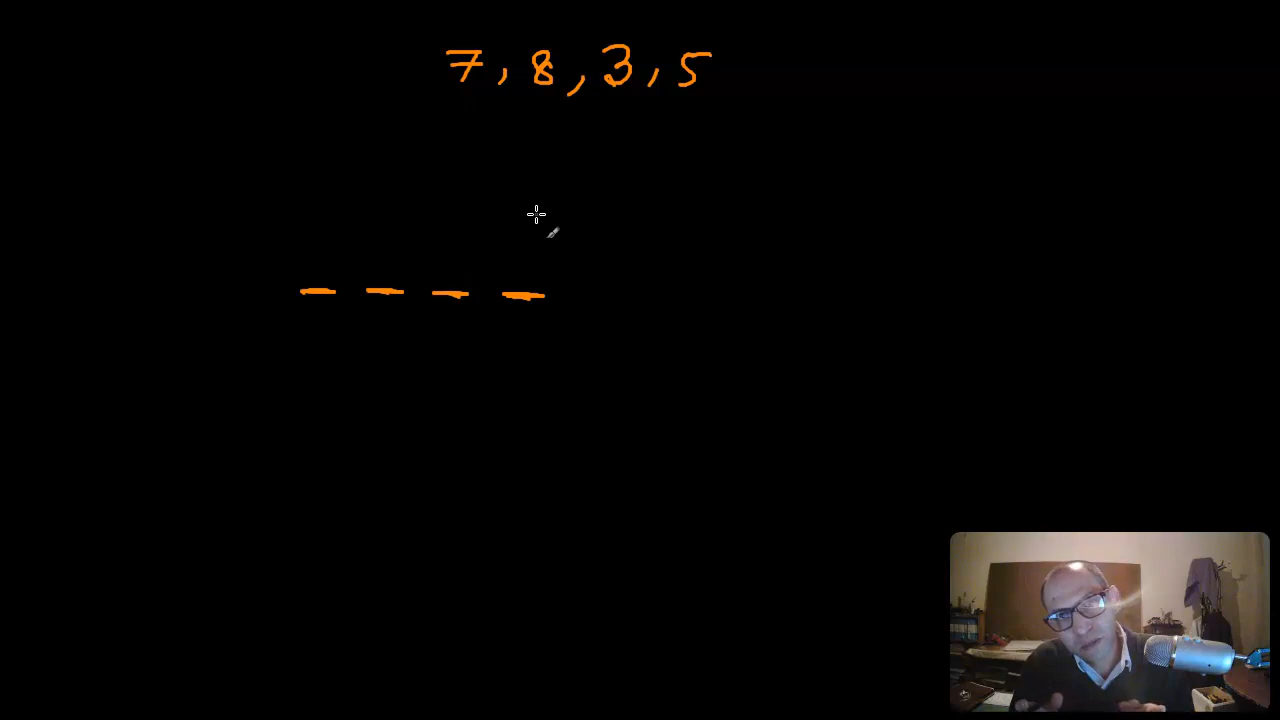 7, 8, 3, 5
_ _ _ _